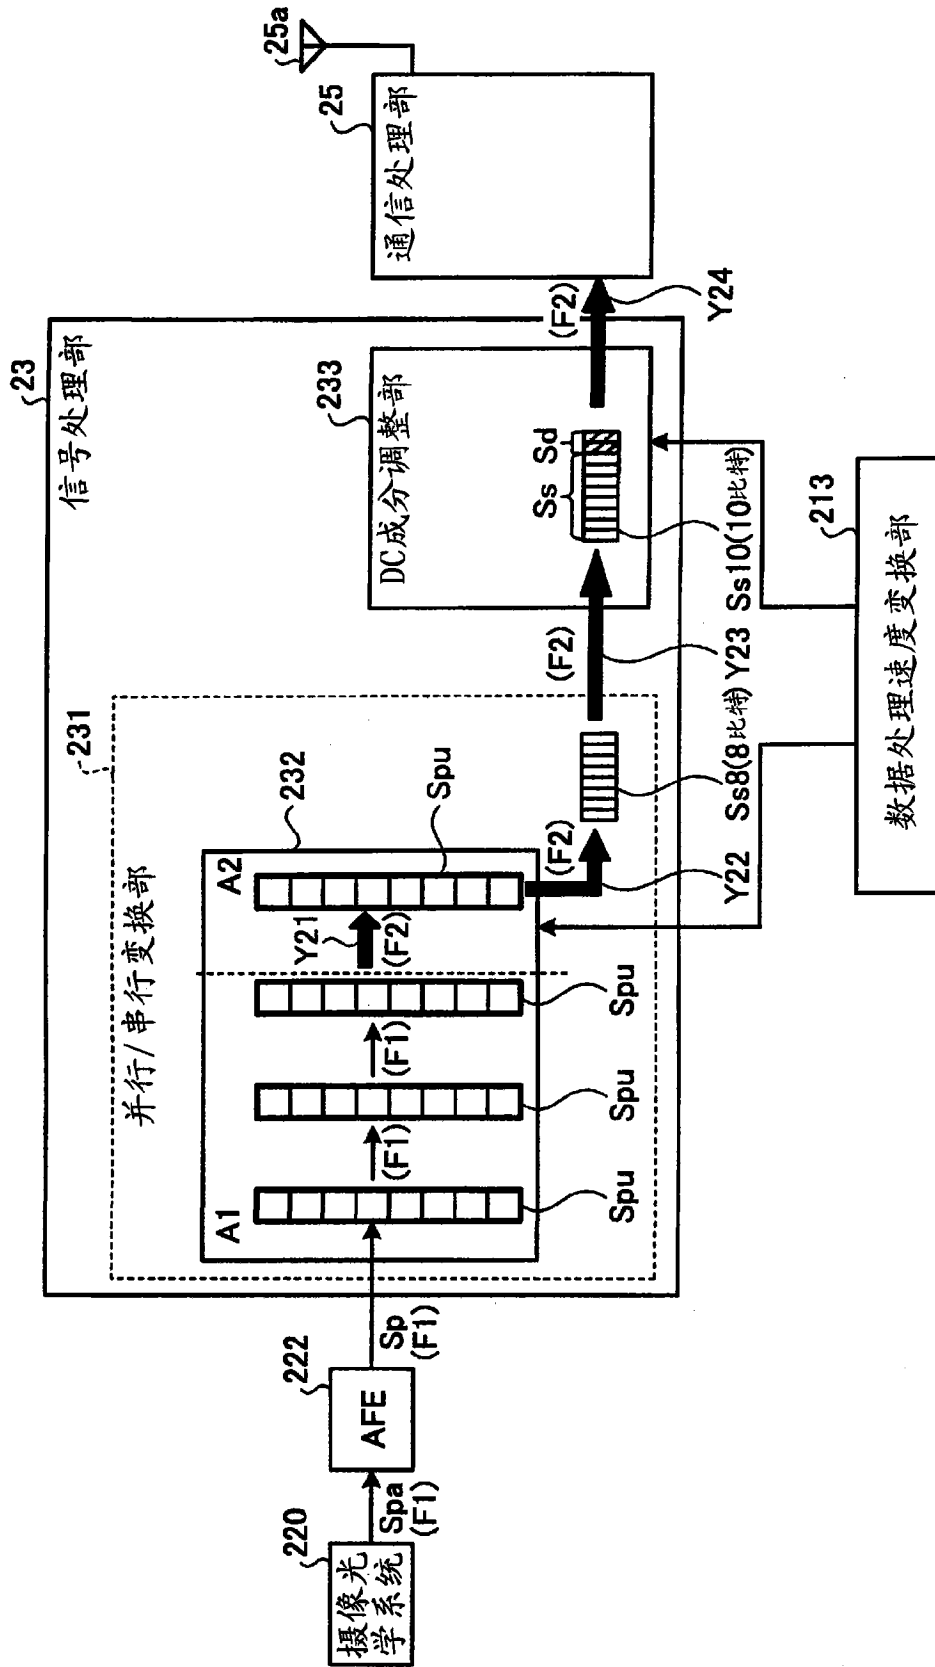 220
摄像光
学系统
Spa
(F1)
222
AFE
Sp
(F1)
23
信号处理部
231
并行/串行变换部
232
A1
A2
(F1)
(F1)
Y21
(F2)
Spu
Spu
Spu
Spu
(F2)
Y22
Ss8(8比特)
(F2)
Y23
233
DC成分调整部
Ss
Sd
Ss10(10比特)
(F2)
Y24
25
通信处理部
25a
213
数据处理速度变换部